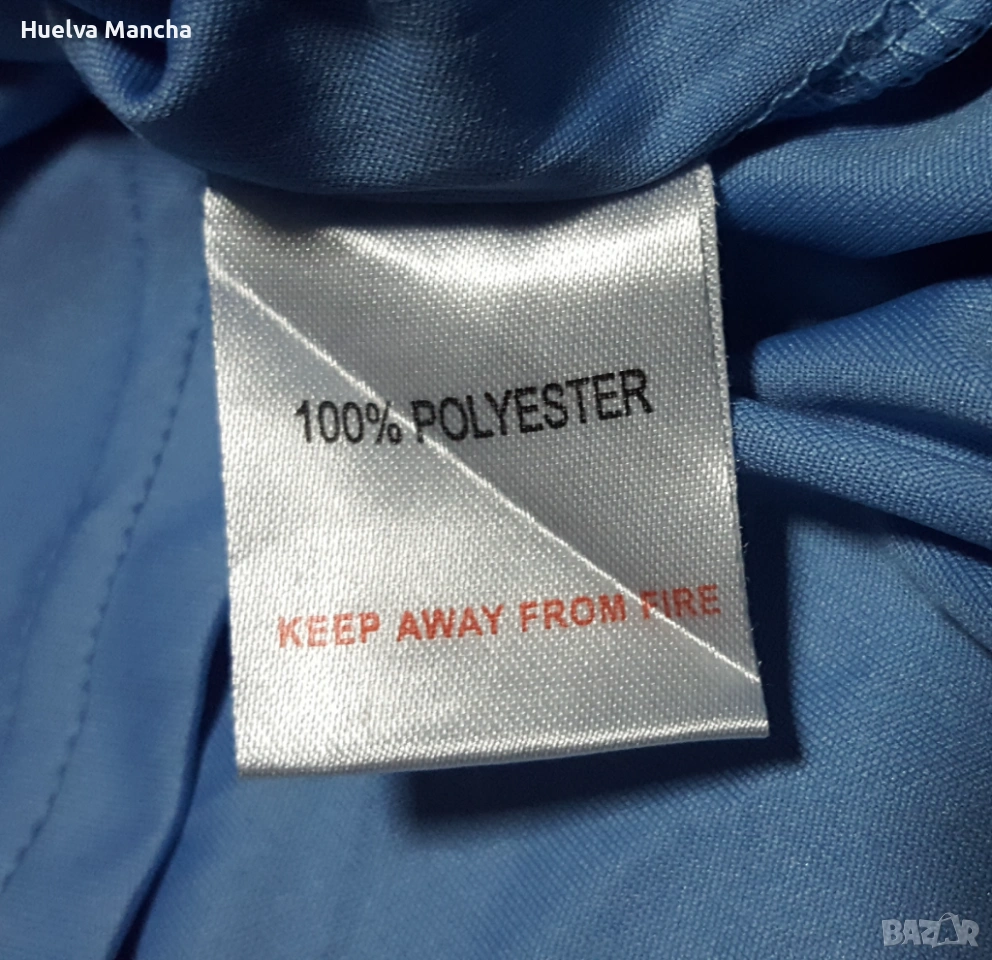 Huelva Mancha
100% POLYESTER
KEEP AWAY FROM FIRE
BAZAR